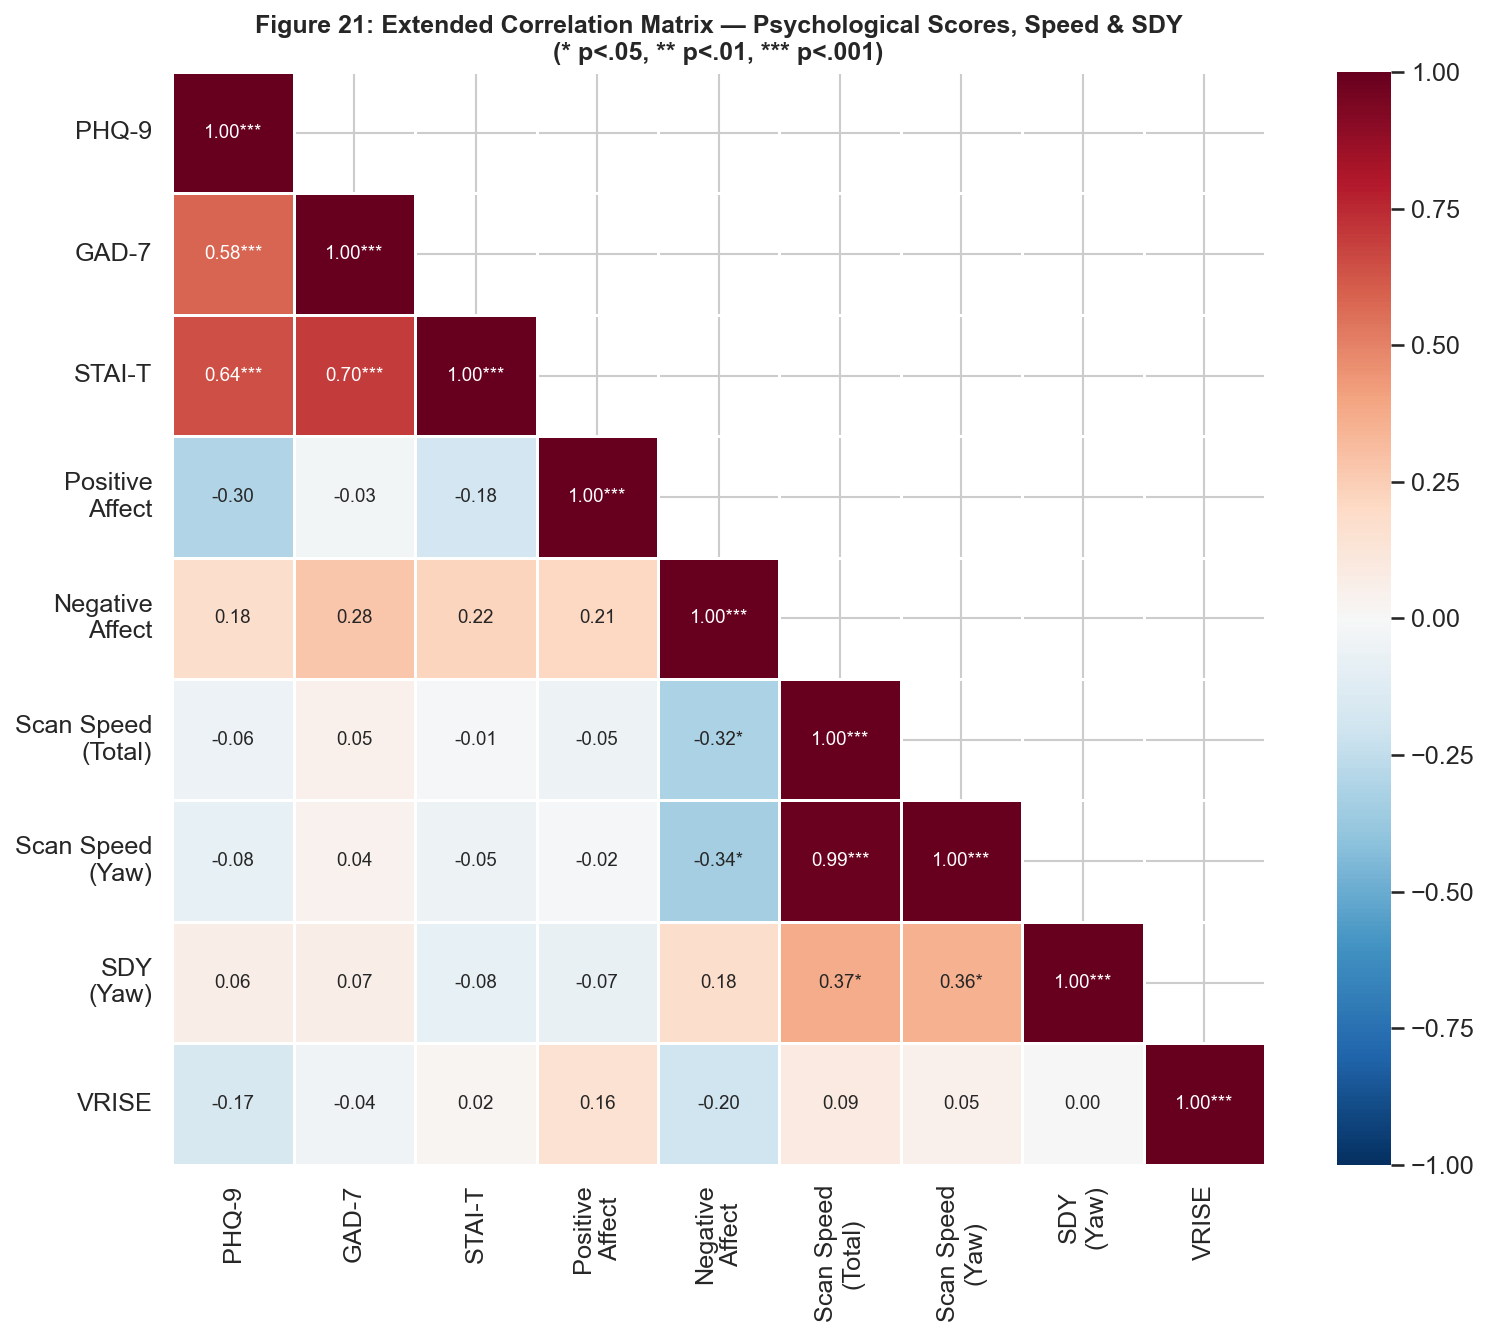 Figure 21: Extended Correlation Matrix — Psychological Scores, Speed & SDY
(* p<.05, ** p<.01, *** p<.001)
PHQ-9
1.00***
GAD-7
0.58*** 1.00***
STAI-T
0.64*** 0.70*** 1.00***
Positive
Affect
-0.30 -0.03 -0.18 1.00***
Negative
Affect
0.18 0.28 0.22 0.21 1.00***
Scan Speed
(Total)
-0.06 0.05 -0.01 -0.05 -0.32* 1.00***
Scan Speed
(Yaw)
-0.08 0.04 -0.05 -0.02 -0.34* 0.99*** 1.00***
SDY
(Yaw)
0.06 0.07 -0.08 -0.07 0.18 0.37* 0.36* 1.00***
VRISE
-0.17 -0.04 0.02 0.16 -0.20 0.09 0.05 0.00 1.00***
PHQ-9
GAD-7
STAI-T
Positive
Affect
Negative
Affect
Scan Speed
(Total)
Scan Speed
(Yaw)
SDY
(Yaw)
VRISE
1.00
0.75
0.50
0.25
0.00
−0.25
−0.50
−0.75
−1.00